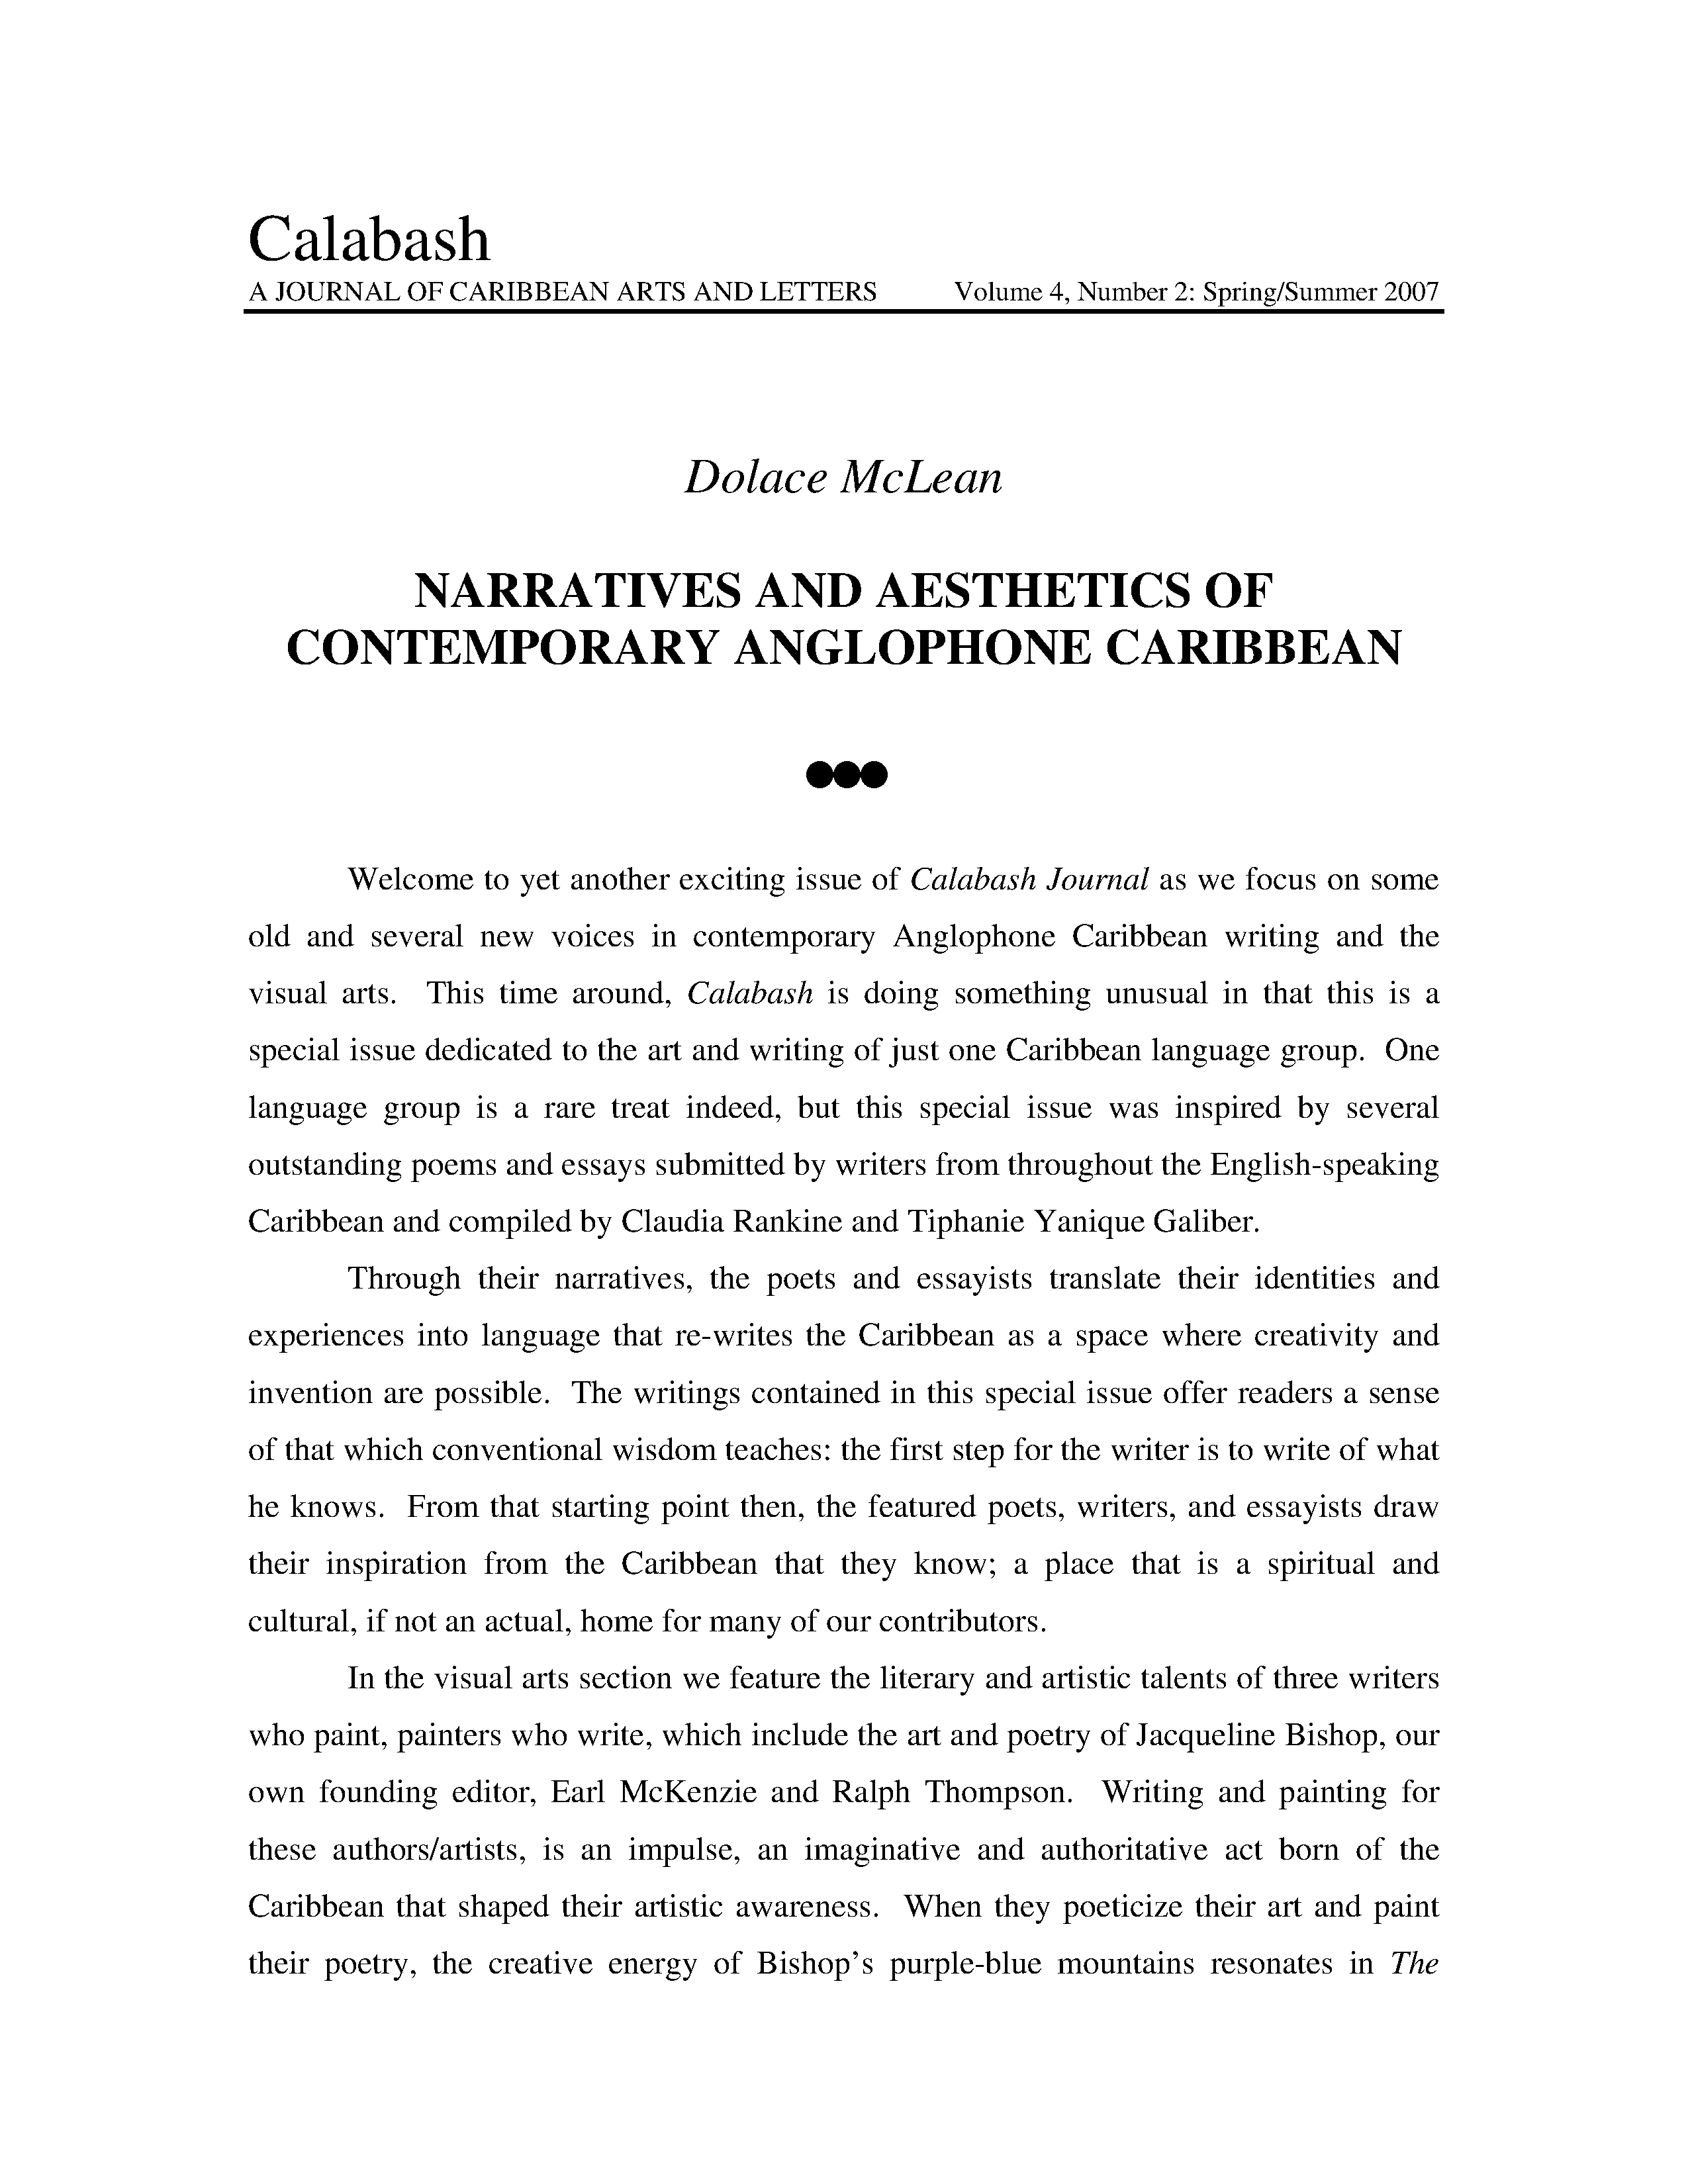 Calabash
A JOURNAL OF CARIBBEAN ARTS AND LETTERS Volume 4, Number 2: Spring/Summer 2007
Dolace McLean
NARRATIVES AND AESTHETICS OF
CONTEMPORARY ANGLOPHONE CARIBBEAN
Welcome to yet another exciting issue of Calabash Journal as we focus on some
old and several new voices in contemporary Anglophone Caribbean writing and the
visual arts. This time around, Calabash is doing something unusual in that this is a
special issue dedicated to the art and writing of just one Caribbean language group. One
language group is a rare treat indeed, but this special issue was inspired by several
outstanding poems and essays submitted by writers from throughout the English-speaking
Caribbean and compiled by Claudia Rankine and Tiphanie Yanique Galiber.
Through their narratives, the poets and essayists translate their identities and
experiences into language that re-writes the Caribbean as a space where creativity and
invention are possible. The writings contained in this special issue offer readers a sense
of that which conventional wisdom teaches: the first step for the writer is to write of what
he knows. From that starting point then, the featured poets, writers, and essayists draw
their inspiration from the Caribbean that they know; a place that is a spiritual and
cultural, if not an actual, home for many of our contributors.
In the visual arts section we feature the literary and artistic talents of three writers
who paint, painters who write, which include the art and poetry of Jacqueline Bishop, our
own founding editor, Earl McKenzie and Ralph Thompson. Writing and painting for
these authors/artists, is an impulse, an imaginative and authoritative act born of the
Caribbean that shaped their artistic awareness. When they poeticize their art and paint
their poetry, the creative energy of Bishop’s purple-blue mountains resonates in The